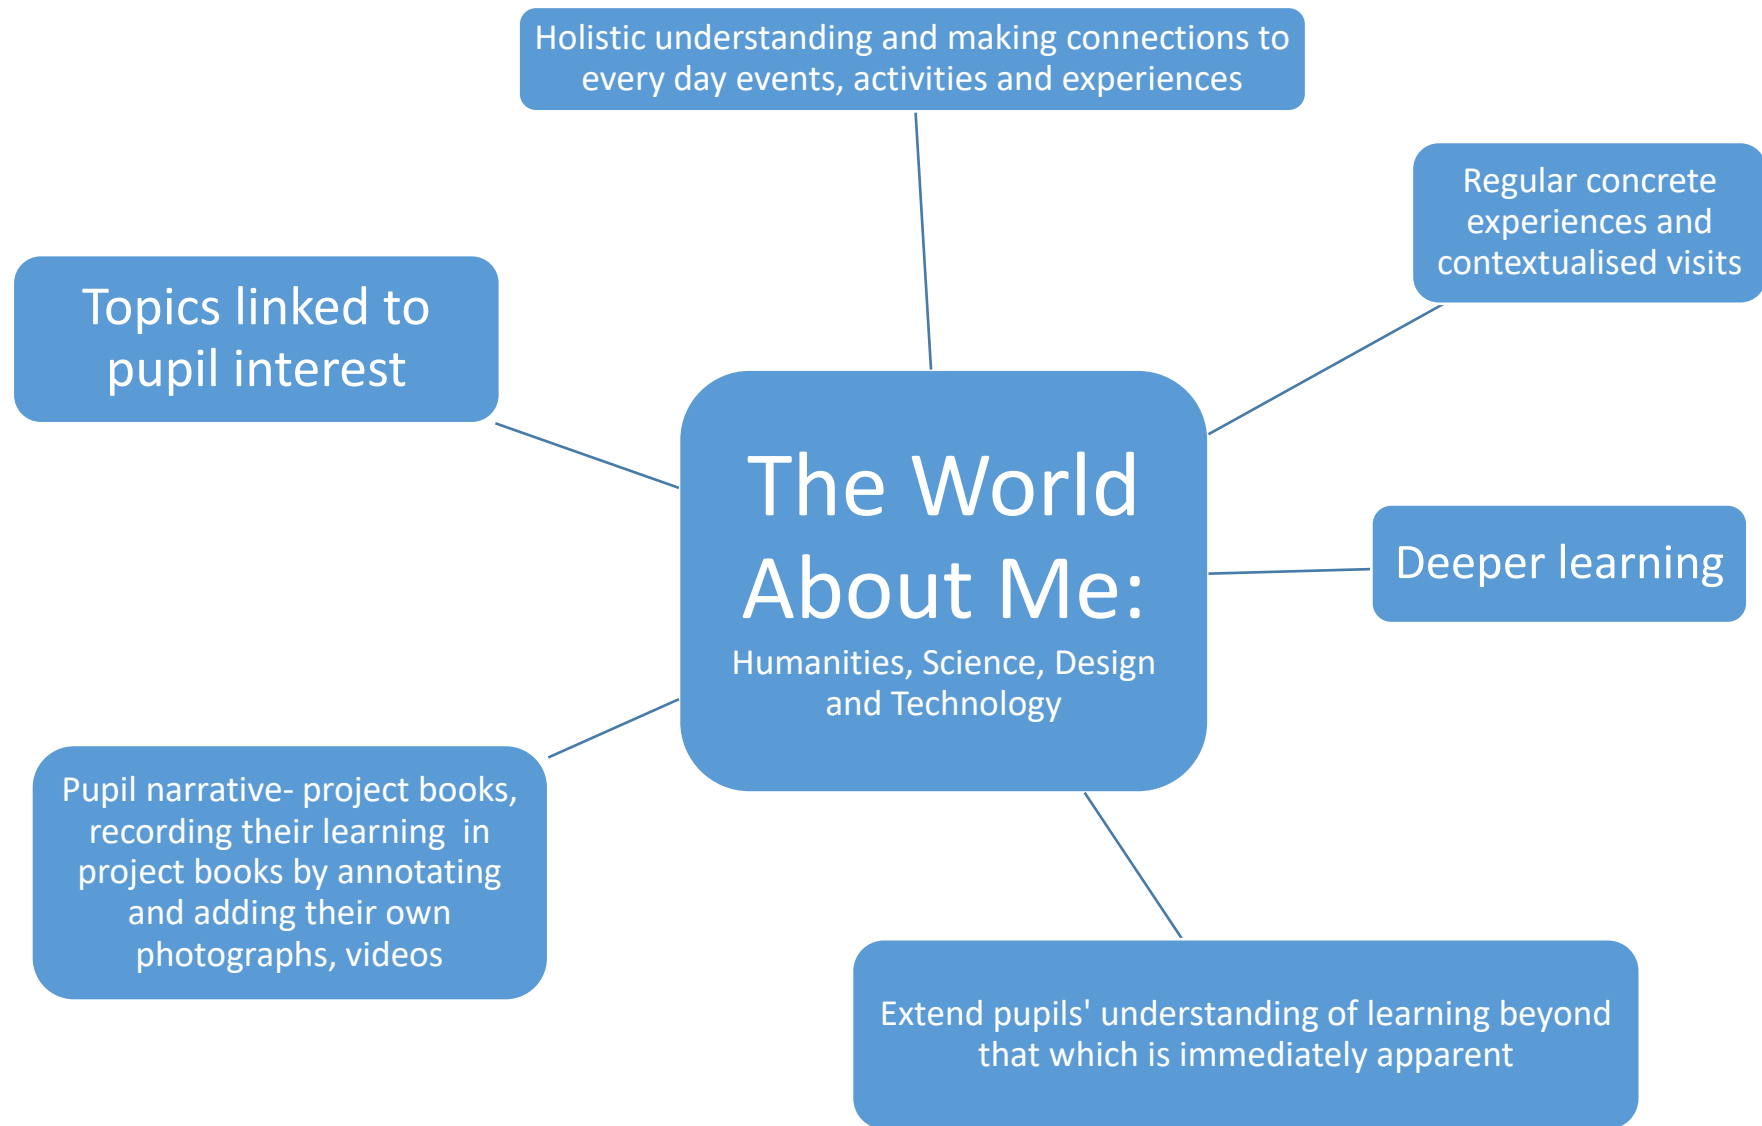 Holistic understanding and making connections to
every day events, activities and experiences
Regular concrete
experiences and
contextualised visits
Topics linked to
pupil interest
The World
About Me:
Humanities, Science, Design
and Technology
Deeper learning
Pupil narrative- project books,
recording their learning  in
project books by annotating
and adding their own
photographs, videos
Extend pupils' understanding of learning beyond
that which is immediately apparent